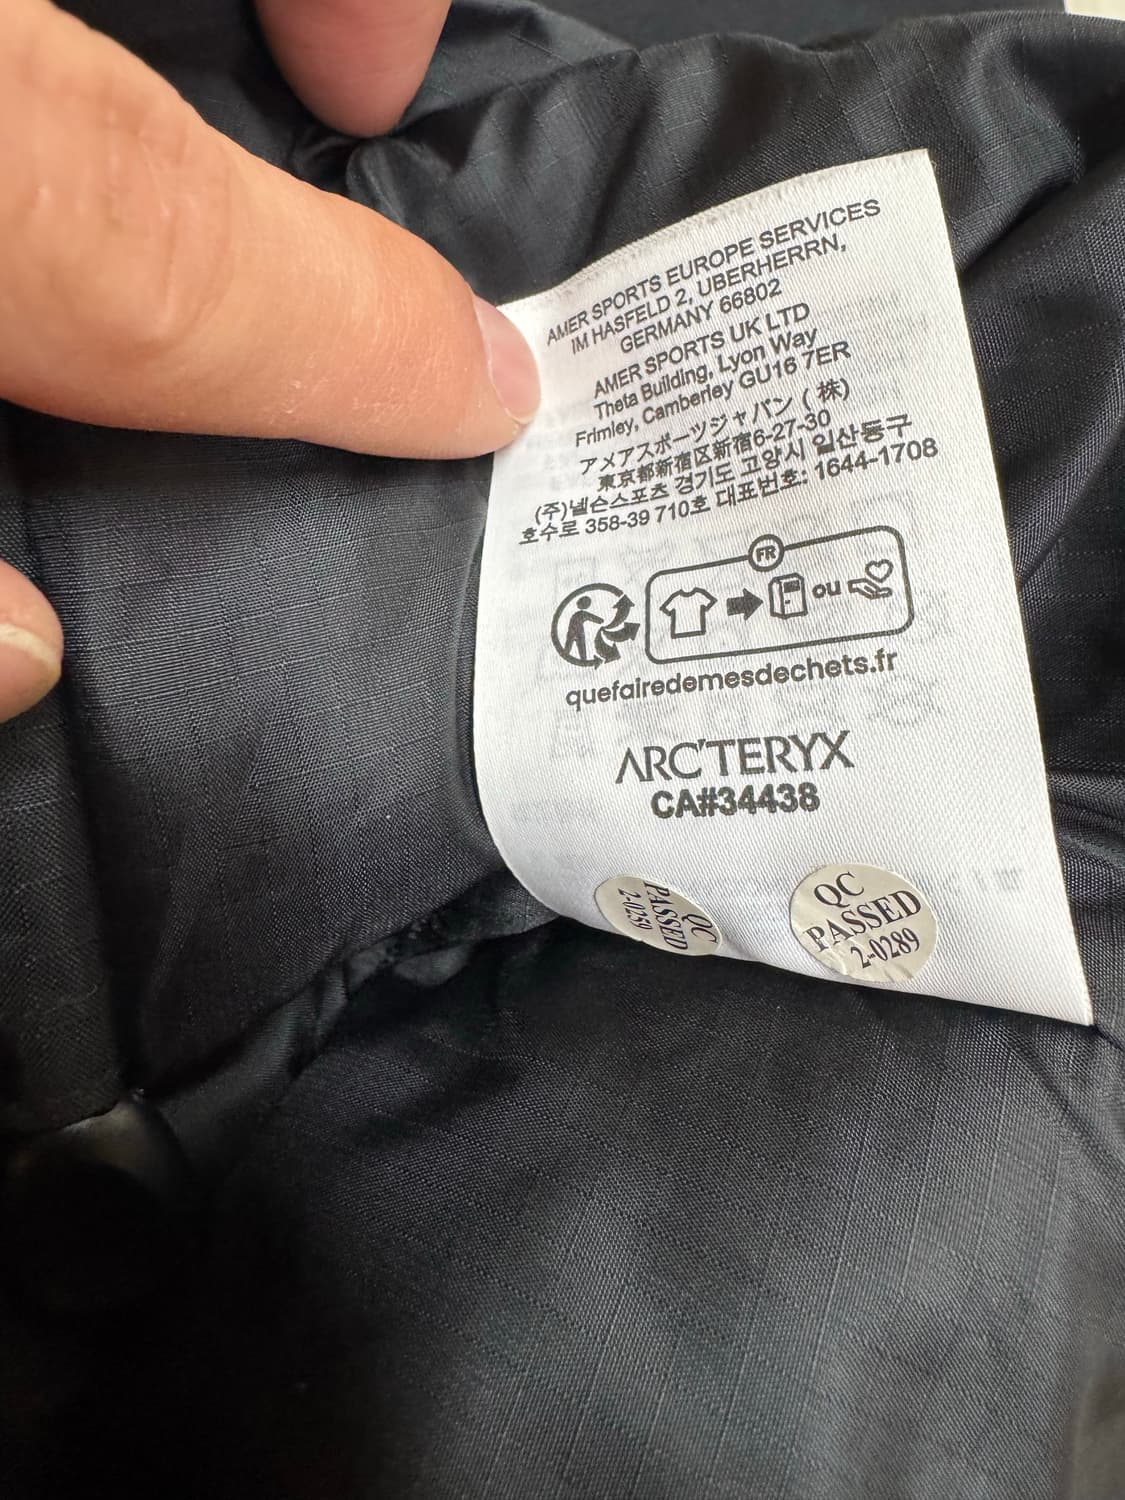 AMER SPORTS EUROPE SERVICES
IM HASFELD 2, UBERHERRN,
GERMANY 66802
AMER SPORTS UK LTD
Theta Building, Lyon Way
Frimley, Camberley GU16 7ER
アメアスポーツジャパン ( 株)
東京都新宿区新宿6-27-30
(주)넬슨스포츠 경기도 고양시 일산동구
호수로 358-39 710호 대표번호: 1644-1708
FR
ou
quefairedemesdechets.fr
ARC'TERYX
CA#34438
QC
PASSED
2-0259
QC
PASSED
2-0289